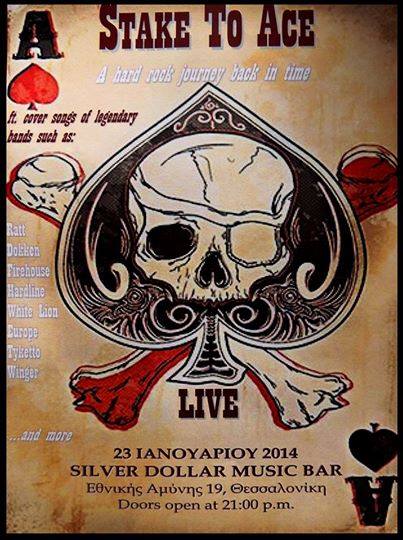 A
STAKE TO ACE
A hard rock journey back in time
ft. cover songs of legendary
bands such as:
Ratt
Dokken
Firehouse
Hardline
White Lion
Europe
Tyketto
Winger
...and more
LIVE
23 ΙΑΝΟΥΑΡΙΟΥ 2014
SILVER DOLLAR MUSIC BAR
Εθνικής Αμύνης 19, Θεσσαλονίκη
Doors open at 21:00 p.m.
A